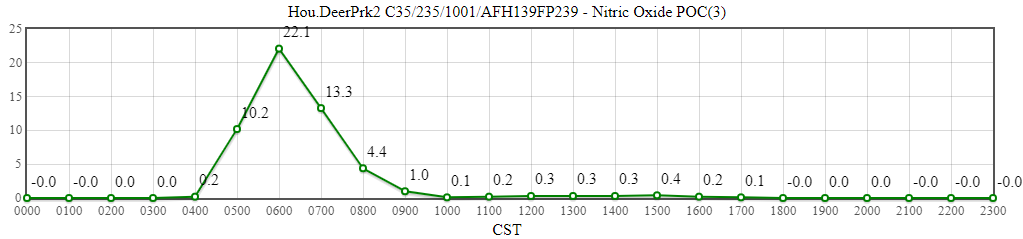 Hou.DeerPrk2 C35/235/1001/AFH139FP239 - Nitric Oxide POC(3)
25
22.1
20
15
13.3
10
10.2
5
4.4
-0.0 -0.0 0.0 0.0 0.2 1.0 0.1 0.2 0.3 0.3 0.3 0.4 0.2 0.1 -0.0 0.0 0.0 -0.0 -0.0 -0.0
0
0000 0100 0200 0300 0400 0500 0600 0700 0800 0900 1000 1100 1200 1300 1400 1500 1600 1700 1800 1900 2000 2100 2200 2300
CST